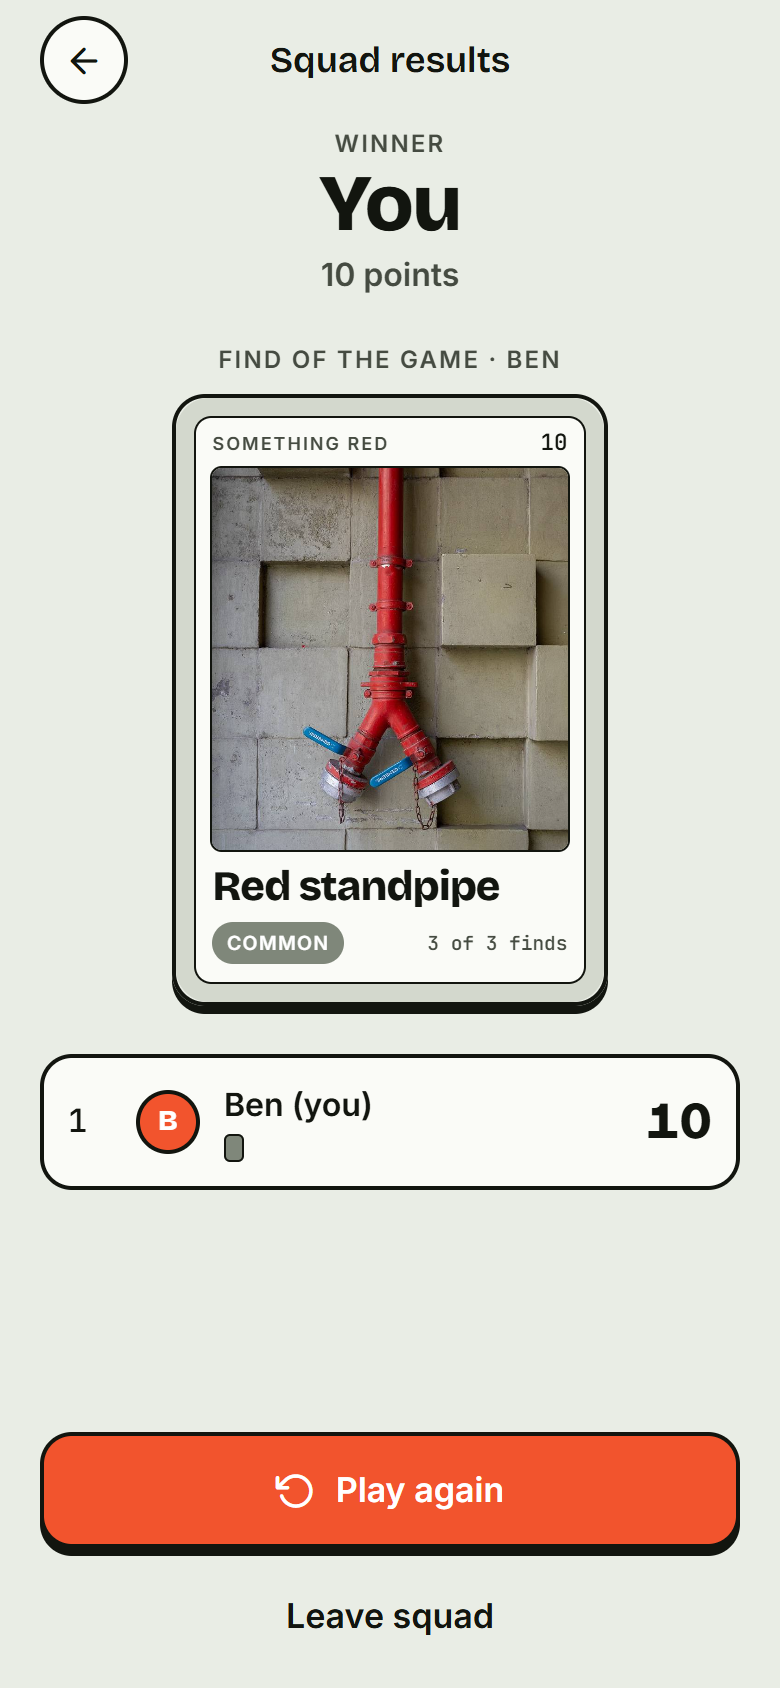 Squad results
WINNER
You
10 points
FIND OF THE GAME · BEN
SOMETHING RED 10
Red standpipe
COMMON 3 of 3 finds
1 B Ben (you) 10
Play again
Leave squad